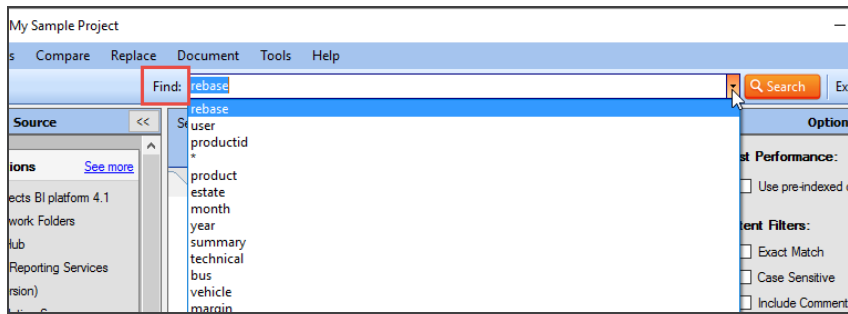 My Sample Project
s Compare Replace Document Tools Help
Find: rebase Search Ex
Source << Se Option
rebase
user
productid
*
product
estate
month
year
summary
technical
bus
vehicle
margin
ions See more
ects BI platform 4.1
work Folders
Hub
Reporting Services
rsion)
st Performance:
Use pre-indexed
tent Filters:
Exact Match
Case Sensitive
Include Comment